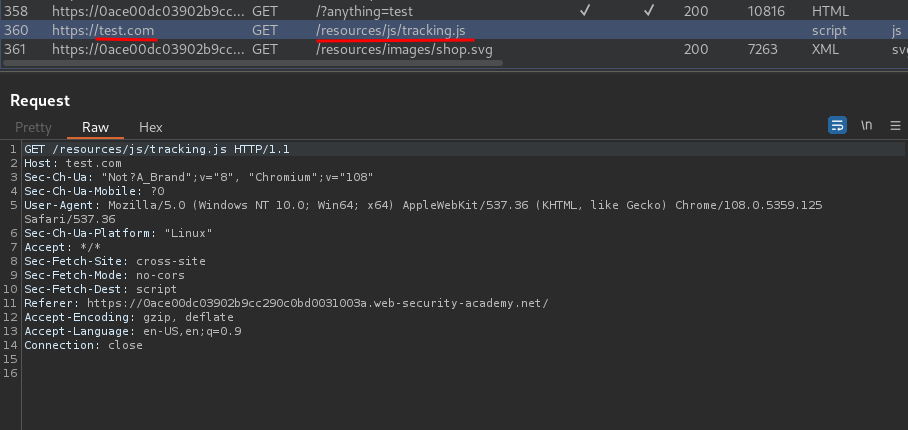 358 https://0ace00dc03902b9cc... GET /?anything=test ✓ ✓ 200 10816 HTML
360 https://test.com GET /resources/js/tracking.js script js
361 https://0ace00dc03902b9cc... GET /resources/images/shop.svg 200 7263 XML svg
Request
Pretty Raw Hex \n
1 GET /resources/js/tracking.js HTTP/1.1
2 Host: test.com
3 Sec-Ch-Ua: "Not?A_Brand";v="8", "Chromium";v="108"
4 Sec-Ch-Ua-Mobile: ?0
5 User-Agent: Mozilla/5.0 (Windows NT 10.0; Win64; x64) AppleWebKit/537.36 (KHTML, like Gecko) Chrome/108.0.5359.125
Safari/537.36
6 Sec-Ch-Ua-Platform: "Linux"
7 Accept: */*
8 Sec-Fetch-Site: cross-site
9 Sec-Fetch-Mode: no-cors
10 Sec-Fetch-Dest: script
11 Referer: https://0ace00dc03902b9cc290c0bd0031003a.web-security-academy.net/
12 Accept-Encoding: gzip, deflate
13 Accept-Language: en-US,en;q=0.9
14 Connection: close
15
16